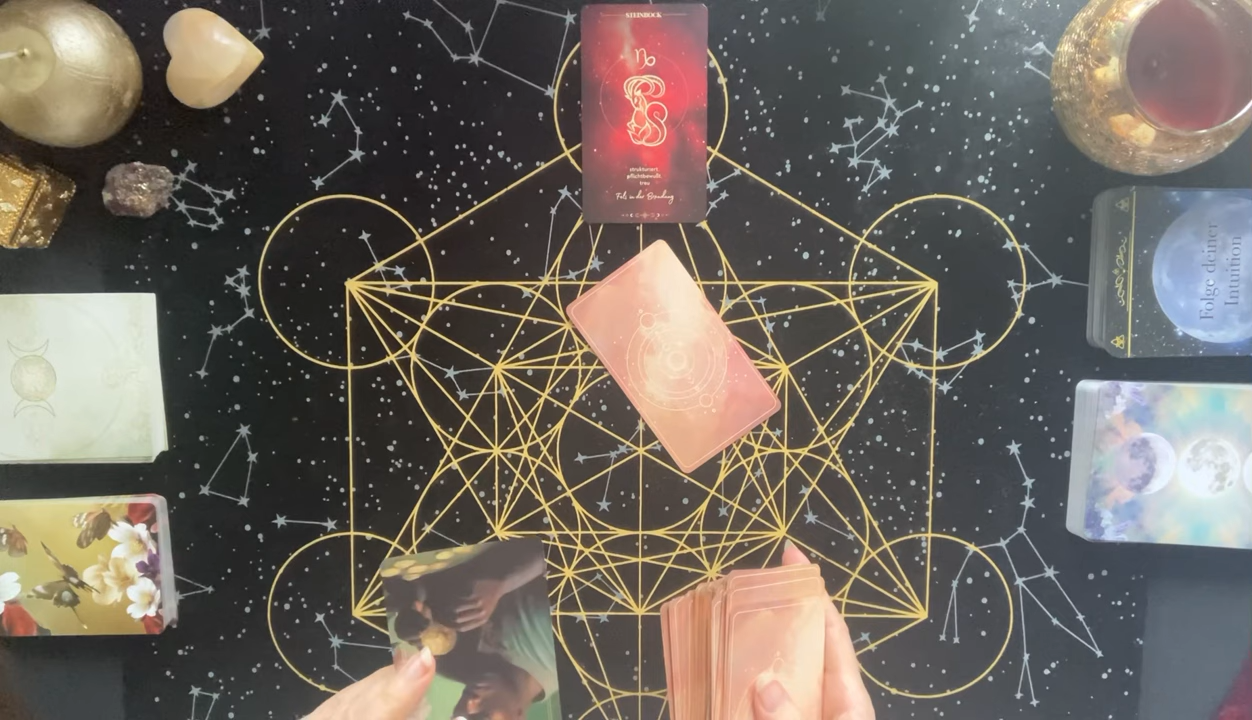 STEINBOCK
strukturiert
pflichtbewußt
treu
Fels in der Brandung
Folge deiner
Intuition